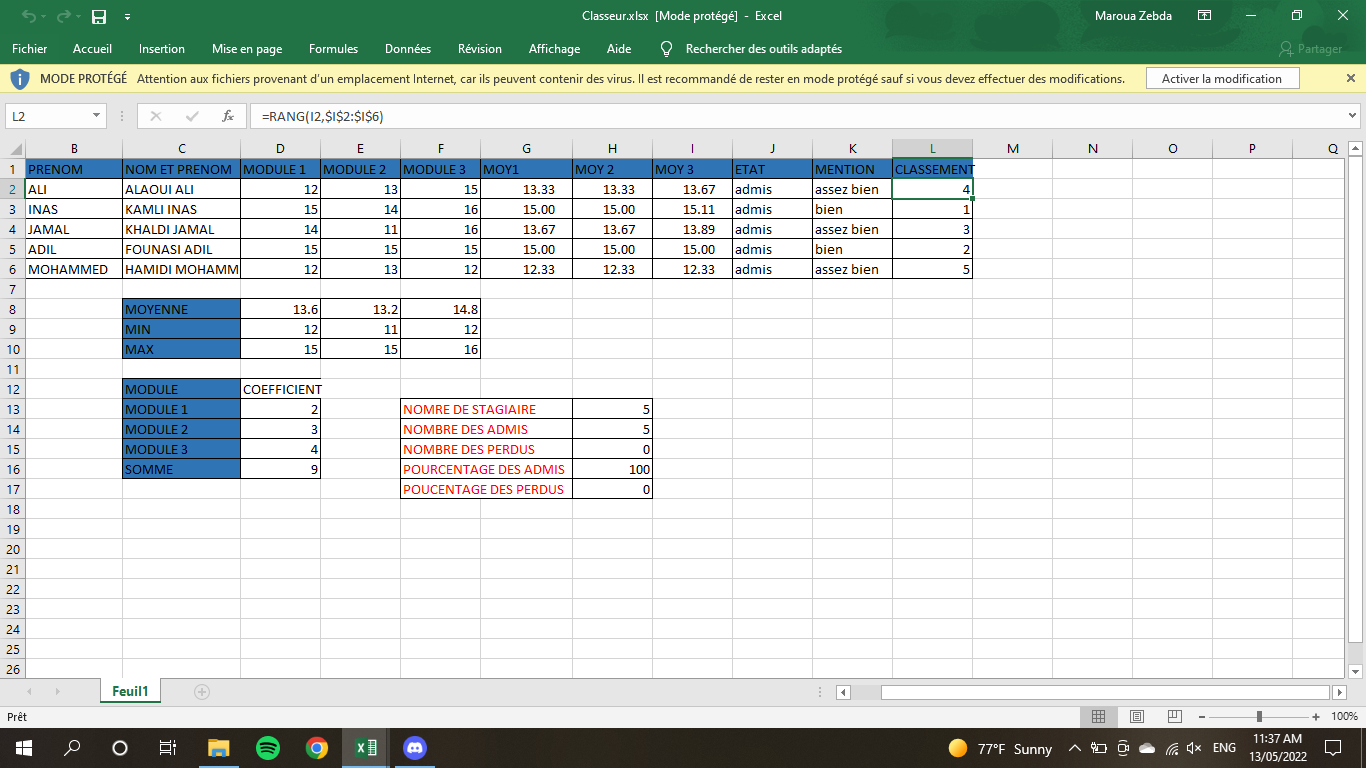 Classeur.xlsx [Mode protégé] - Excel
Maroua Zebda
Fichier Accueil Insertion Mise en page Formules Données Révision Affichage Aide Rechercher des outils adaptés Partager
MODE PROTÉGÉ Attention aux fichiers provenant d'un emplacement Internet, car ils peuvent contenir des virus. Il est recommandé de rester en mode protégé sauf si vous devez effectuer des modifications. Activer la modification
L2 fx =RANG(I2,$I$2:$I$6)
B C D E F G H I J K L M N O P Q
1 PRENOM NOM ET PRENOM MODULE 1 MODULE 2 MODULE 3 MOY1 MOY 2 MOY 3 ETAT MENTION CLASSEMENT
2 ALI ALAOUI ALI 12 13 15 13.33 13.33 13.67 admis assez bien 4
3 INAS KAMLI INAS 15 14 16 15.00 15.00 15.11 admis bien 1
4 JAMAL KHALDI JAMAL 14 11 16 13.67 13.67 13.89 admis assez bien 3
5 ADIL FOUNASI ADIL 15 15 15 15.00 15.00 15.00 admis bien 2
6 MOHAMMED HAMIDI MOHAMM 12 13 12 12.33 12.33 12.33 admis assez bien 5
7
8 MOYENNE 13.6 13.2 14.8
9 MIN 12 11 12
10 MAX 15 15 16
11
12 MODULE COEFFICIENT
13 MODULE 1 2 NOMRE DE STAGIAIRE 5
14 MODULE 2 3 NOMBRE DES ADMIS 5
15 MODULE 3 4 NOMBRE DES PERDUS 0
16 SOMME 9 POURCENTAGE DES ADMIS 100
17 POUCENTAGE DES PERDUS 0
18
19
20
21
22
23
24
25
26
Feuil1
Prêt 100%
77°F Sunny ENG 11:37 AM
13/05/2022